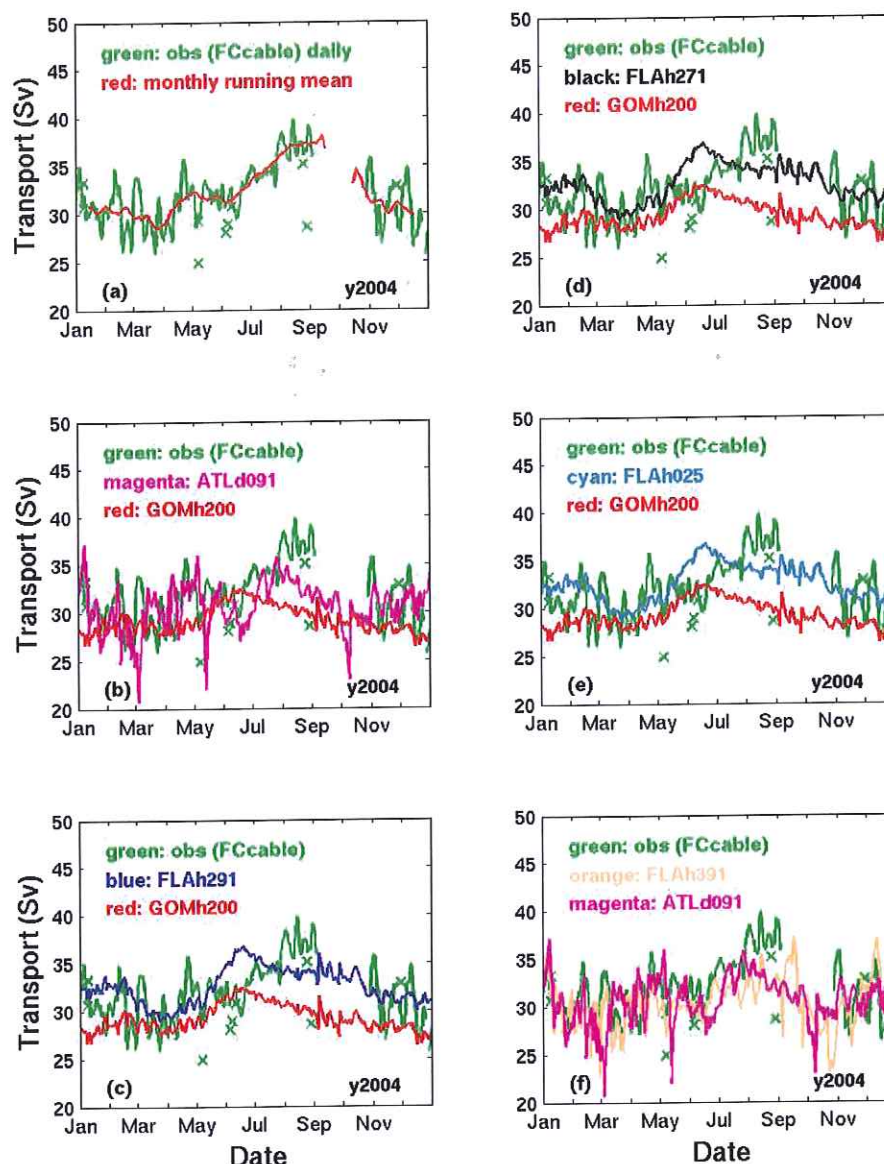 50
45
40
35
30
25
20
Transport (Sv)
green: obs (FCcable) daily
red: monthly running mean
(a)
y2004
Jan Mar May Jul Sep Nov
50
45
40
35
30
25
20
green: obs (FCcable)
black: FLAh271
red: GOMh200
(d)
y2004
Jan Mar May Jul Sep Nov
50
45
40
35
30
25
20
Transport (Sv)
green: obs (FCcable)
magenta: ATLd091
red: GOMh200
(b)
y2004
Jan Mar May Jul Sep Nov
50
45
40
35
30
25
20
green: obs (FCcable)
cyan: FLAh025
red: GOMh200
(e)
y2004
Jan Mar May Jul Sep Nov
50
45
40
35
30
25
20
Transport (Sv)
green: obs (FCcable)
blue: FLAh291
red: GOMh200
(c)
y2004
Jan Mar May Jul Sep Nov
Date
50
45
40
35
30
25
20
green: obs (FCcable)
orange: FLAh391
magenta: ATLd091
(f)
y2004
Jan Mar May Jul Sep Nov
Date